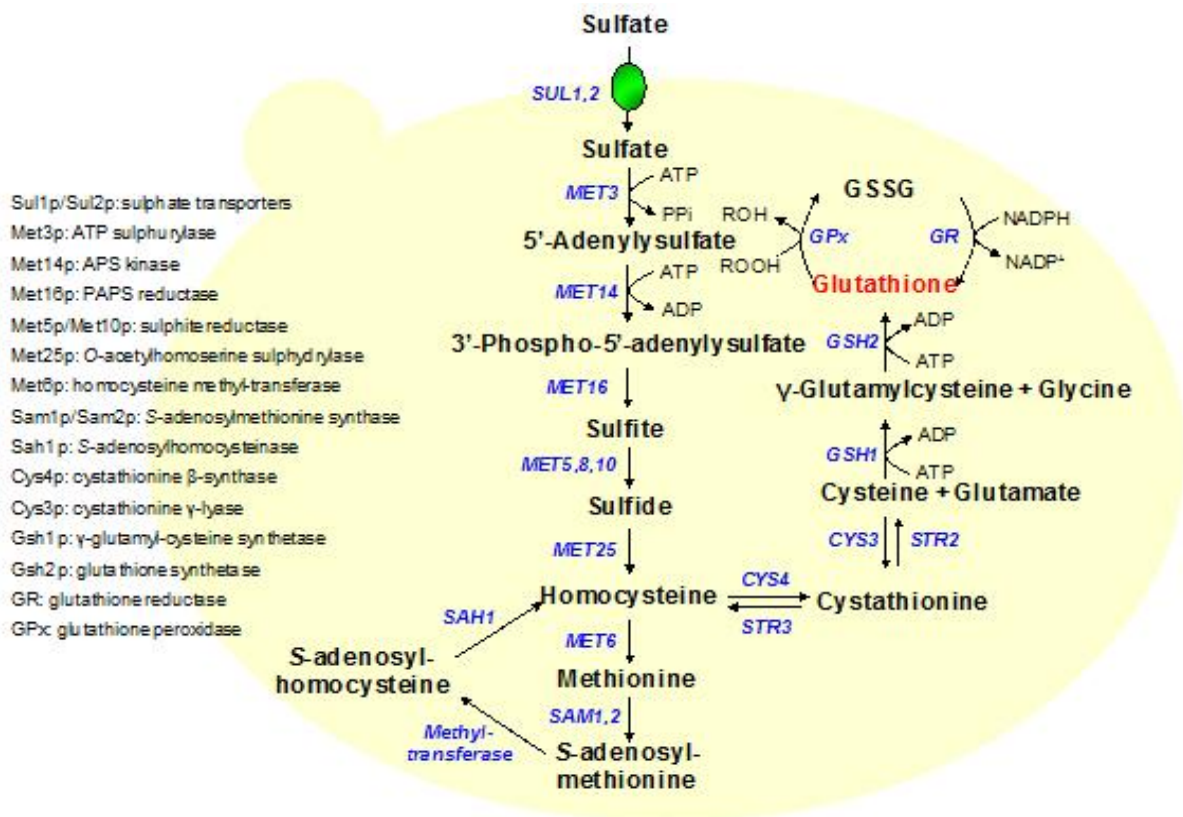 Sulfate
SUL1,2
Sulfate
MET3
ATP
PPi
5'-Adenylysulfate
MET14
ATP
ADP
3'-Phospho-5'-adenylysulfate
MET16
Sulfite
MET5,8,10
Sulfide
MET25
Homocysteine
CYS4
STR3
Cystathionine
MET6
Methionine
SAM1,2
S-adenosyl-
methionine
Methyl-
transferase
S-adenosyl-
homocysteine
SAH1
CYS3
STR2
Cysteine + Glutamate
GSH1
ADP
ATP
γ-Glutamylcysteine + Glycine
GSH2
ADP
ATP
Glutathione
GSSG
ROH
ROOH
GPx
GR
NADPH
NADP+
Sul1p/Sul2p: sulphate transporters
Met3p: ATP sulphurylase
Met14p: APS kinase
Met16p: PAPS reductase
Met5p/Met10p: sulphite reductase
Met25p: O-acetylhomoserine sulphydrylase
Met6p: homocysteine methyl-transferase
Sam1p/Sam2p: S-adenosylmethionine synthase
Sah1p: S-adenosylhomocysteinase
Cys4p: cystathionine β-synthase
Cys3p: cystathionine γ-lyase
Gsh1p: γ-glutamyl-cysteine synthetase
Gsh2p: glutathione synthetase
GR: glutathione reductase
GPx: glutathione peroxidase